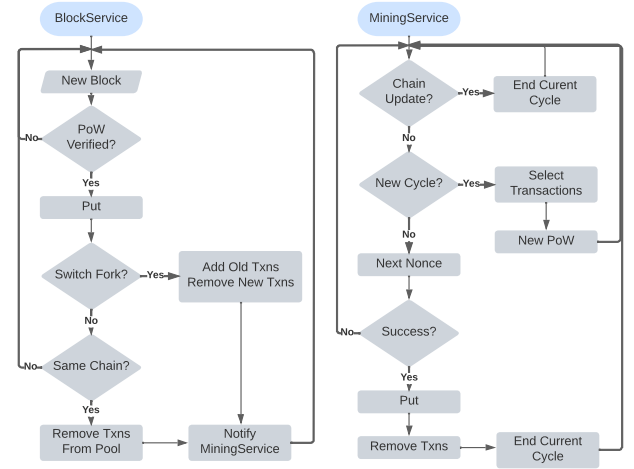 BlockService
New Block
PoW
Verified?
No
Yes
Put
Switch Fork?
Yes
Add Old Txns
Remove New Txns
No
Same Chain?
No
Yes
Remove Txns
From Pool
Notify
MiningService
MiningService
Chain
Update?
Yes
End Curent
Cycle
No
New Cycle?
Yes
Select
Transactions
New PoW
No
Next Nonce
Success?
No
Yes
Put
Remove Txns
End Current
Cycle